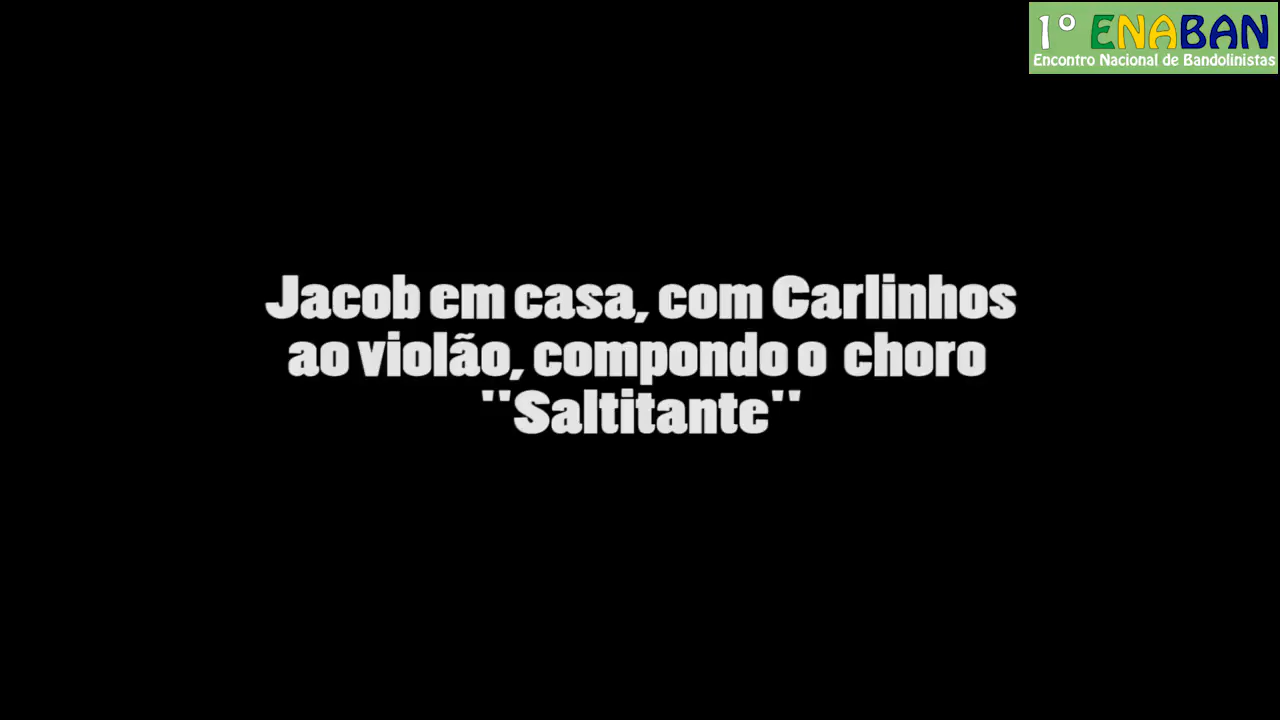 1º ENABAN
Encontro Nacional de Bandolinistas
Jacob em casa, com Carlinhos
ao violão, compondo o choro
"Saltitante"